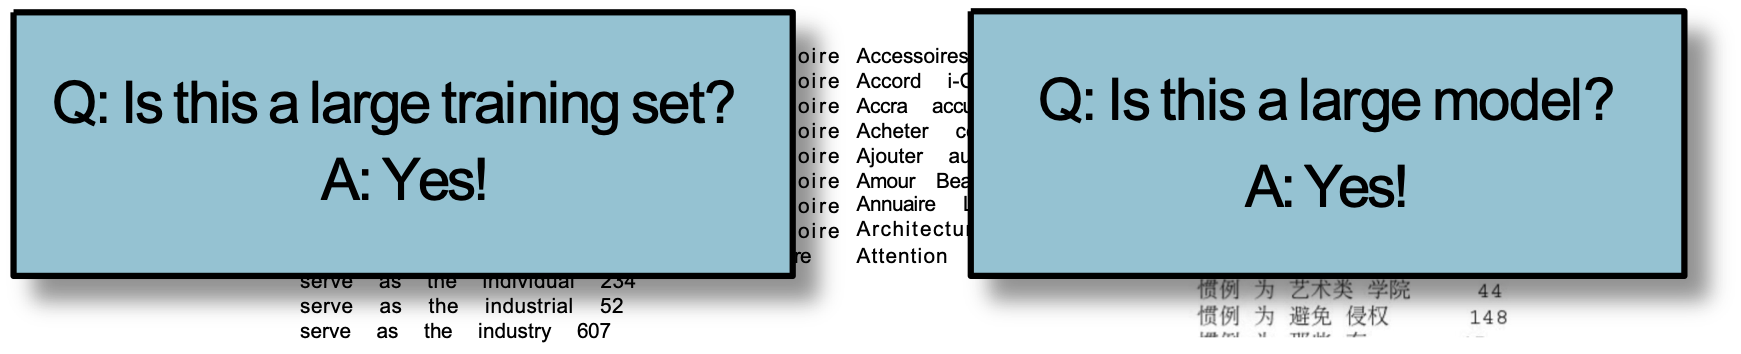 Q: Is this a large training set?
A: Yes!
oire Accessoires
oire Accord
oire Accra
oire Acheter
oire Ajouter
oire Amour
oire Annuaire
oire Architectur
re Attention
Q: Is this a large model?
A: Yes!
serve as the individual 234
serve as the industrial 52
serve as the industry 607
惯例 为 艺术类 学院 44
惯例 为 避免 侵权 148